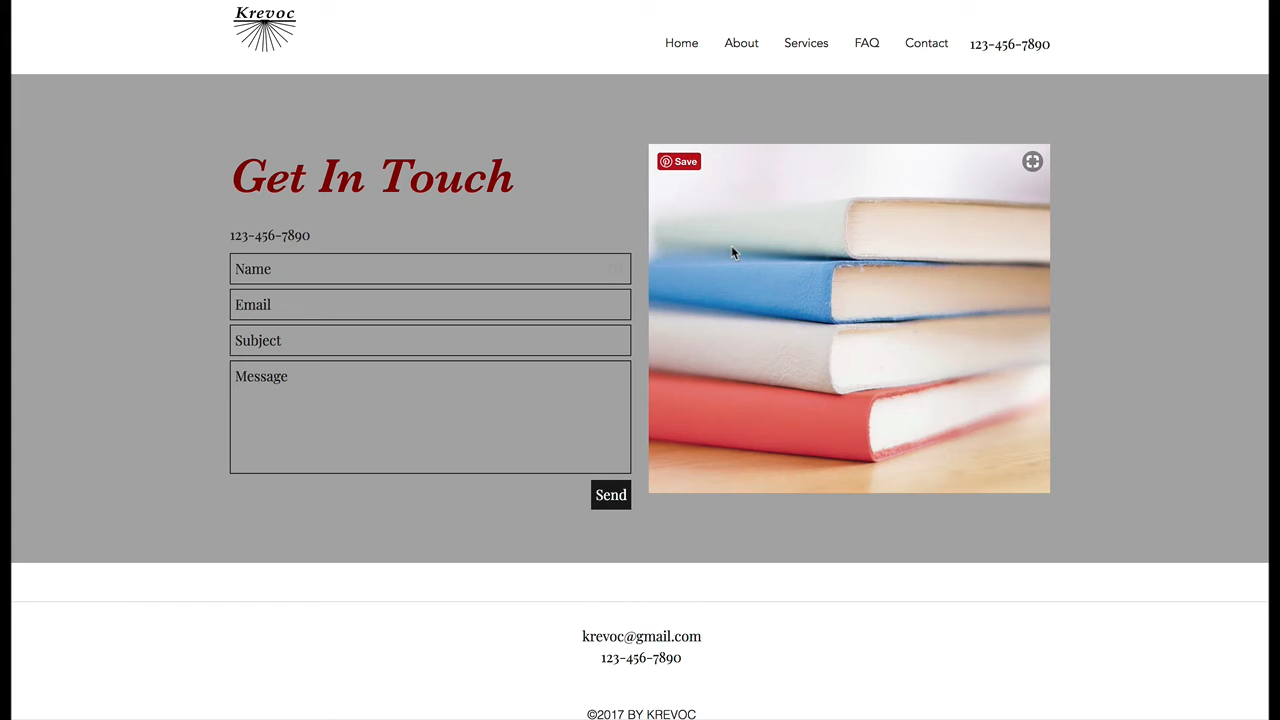 Krevoc
Home About Services FAQ Contact 123-456-7890
Get In Touch
123-456-7890
Name
Email
Subject
Message
Send
Save
krevoc@gmail.com
123-456-7890
©2017 BY KREVOC